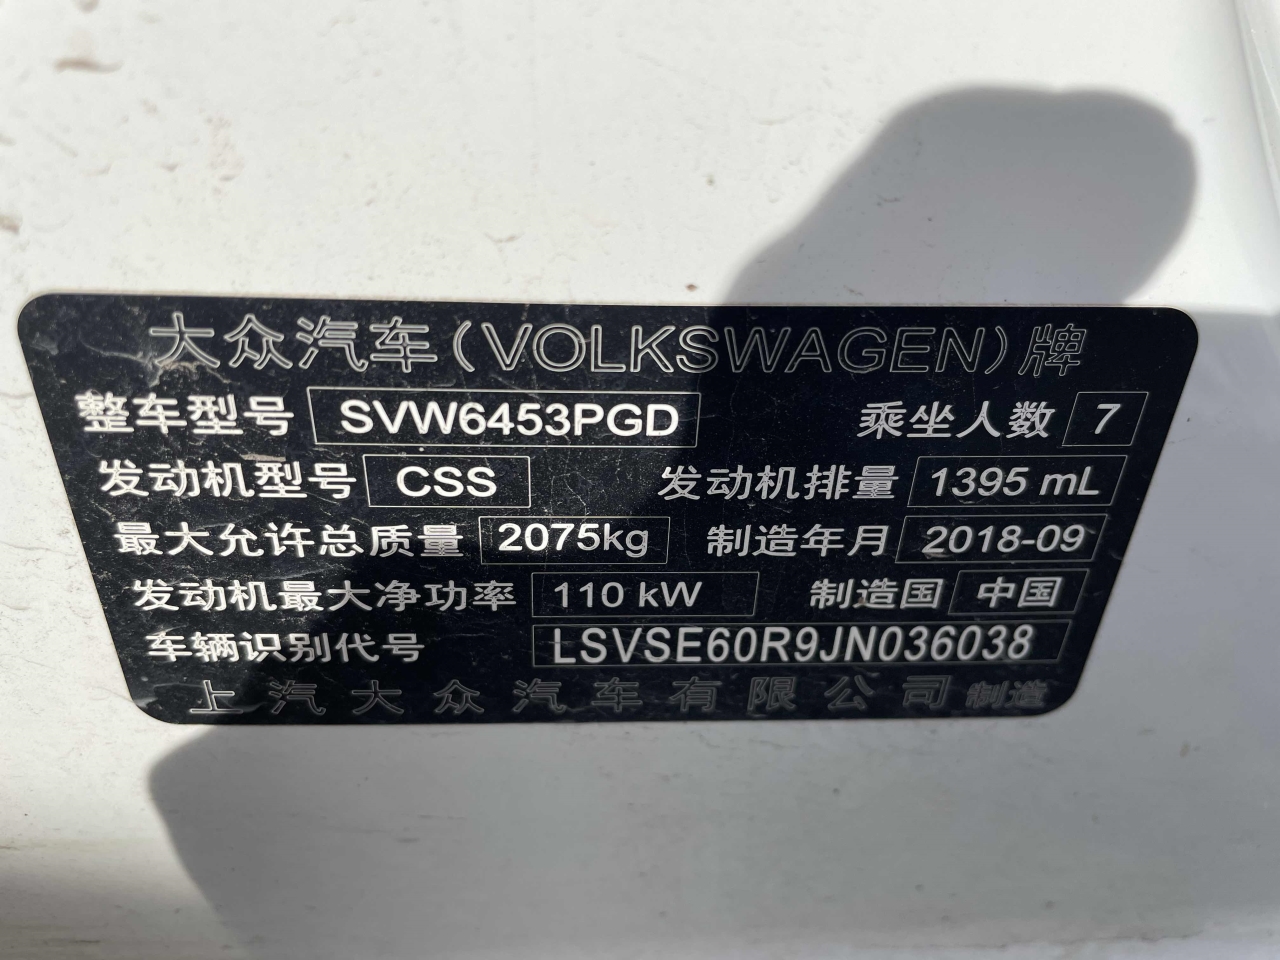 大众汽车(VOLKSWAGEN)牌
整车型号 SVW6453PGD 乘坐人数 7
发动机型号 CSS 发动机排量 1395 mL
最大允许总质量 2075kg 制造年月 2018-09
发动机最大净功率 110 kW 制造国 中国
车辆识别代号 LSVSE60R9JN036038
上汽大众汽车有限公司 制造